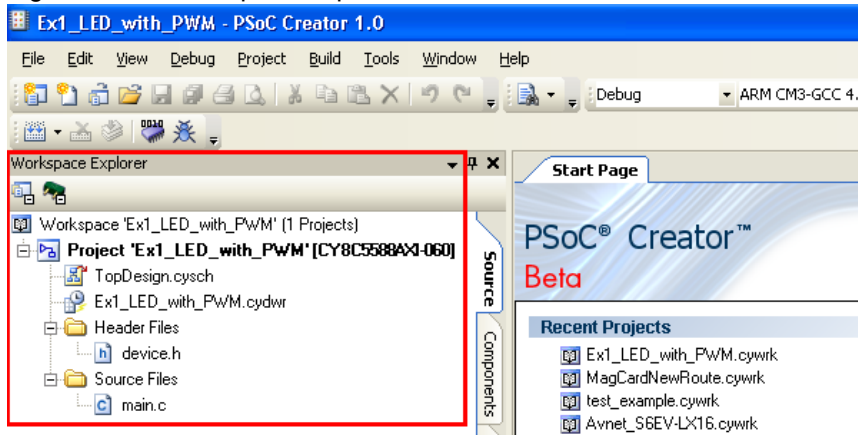 Ex1_LED_with_PWM - PSoC Creator 1.0
File Edit View Debug Project Build Tools Window Help
Debug ARM CM3-GCC 4.
Workspace Explorer
Start Page
Workspace 'Ex1_LED_with_PWM' (1 Projects)
Project 'Ex1_LED_with_PWM' [CY8C5588AXI-060]
TopDesign.cysch
Ex1_LED_with_PWM.cydwr
Header Files
device.h
Source Files
main.c
Source
Components
PSoC® Creator™
Beta
Recent Projects
Ex1_LED_with_PWM.cywrk
MagCardNewRoute.cywrk
test_example.cywrk
Avnet_S6EV-LX16.cywrk